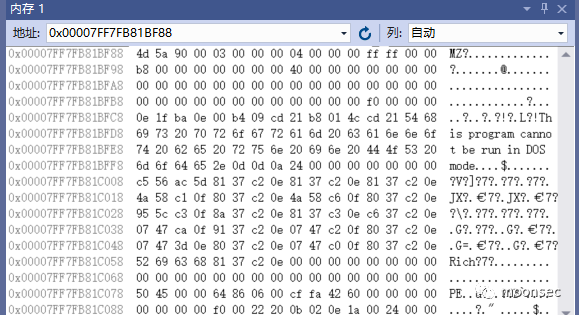 内存 1
地址: 0x00007FF7FB81BF88 列: 自动
0x00007FF7FB81BF88 4d 5a 90 00 03 00 00 00 04 00 00 00 ff ff 00 00 MZ?.............
0x00007FF7FB81BF98 b8 00 00 00 00 00 00 00 40 00 00 00 00 00 00 00 ?.......@.......
0x00007FF7FB81BFA8 00 00 00 00 00 00 00 00 00 00 00 00 00 00 00 00 ................
0x00007FF7FB81BFB8 00 00 00 00 00 00 00 00 00 00 00 00 f0 00 00 00 ............?...
0x00007FF7FB81BFC8 0e 1f ba 0e 00 b4 09 cd 21 b8 01 4c cd 21 54 68 ..?..?.?!?.L?!Th
0x00007FF7FB81BFD8 69 73 20 70 72 6f 67 72 61 6d 20 63 61 6e 6e 6f is program canno
0x00007FF7FB81BFE8 74 20 62 65 20 72 75 6e 20 69 6e 20 44 4f 53 20 t be run in DOS
0x00007FF7FB81BFF8 6d 6f 64 65 2e 0d 0d 0a 24 00 00 00 00 00 00 00 mode....$.......
0x00007FF7FB81C008 c5 56 ac 5d 81 37 c2 0e 81 37 c2 0e 81 37 c2 0e ?V?]?7?.?7?.?7?.
0x00007FF7FB81C018 4a 58 c1 0f 80 37 c2 0e 4a 58 c6 0f 80 37 c2 0e JX?.€7?.JX?.€7?.
0x00007FF7FB81C028 95 5c c3 0f 8a 37 c2 0e 81 37 c3 0e c6 37 c2 0e ?\?.?7?.?7?.?7?.
0x00007FF7FB81C038 07 47 ca 0f 91 37 c2 0e 07 47 c2 0f 80 37 c2 0e .G?.?7?..G?.€7?.
0x00007FF7FB81C048 07 47 3d 0e 80 37 c2 0e 07 47 c0 0f 80 37 c2 0e .G=.€7?..G?.€7?.
0x00007FF7FB81C058 52 69 63 68 81 37 c2 0e 00 00 00 00 00 00 00 00 Rich?7?.........
0x00007FF7FB81C068 00 00 00 00 00 00 00 00 00 00 00 00 00 00 00 00
0x00007FF7FB81C078 50 45 00 00 64 86 06 00 cf fa 42 60 00 00 00 00
0x00007FF7FB81C088 00 00 00 00 f0 00 22 20 0b 02 0e 1a 00 24 00 00 ....?." .....$..